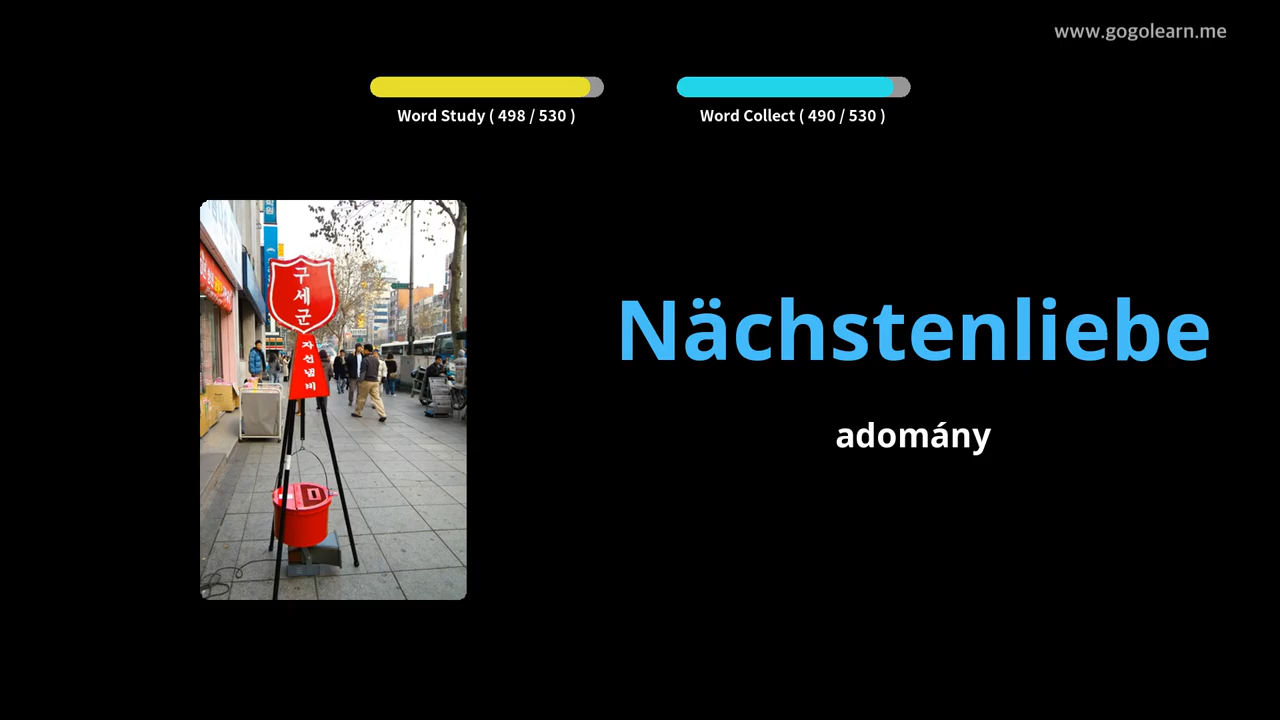 www.gogolearn.me
Word Study ( 498 / 530 )
Word Collect ( 490 / 530 )
구세군
자선냄비
Nächstenliebe
adomány